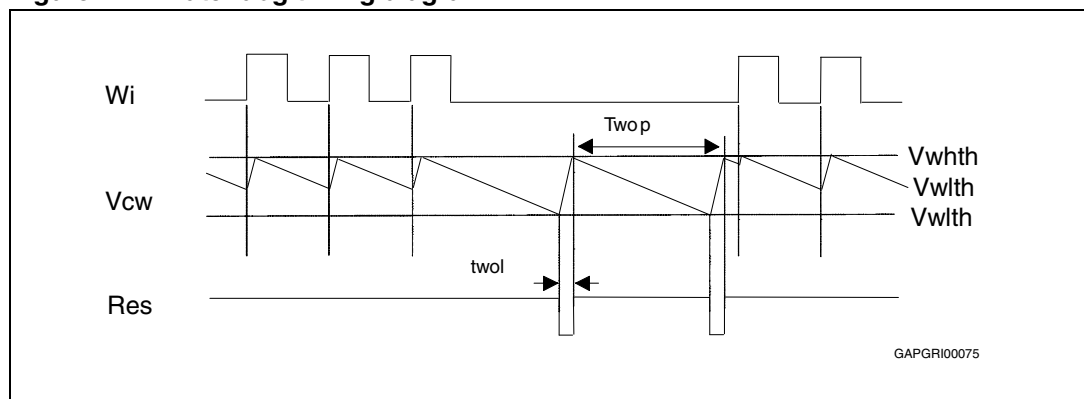 Wi
Twop
Vwhth
Vwlth
Vcw
Vwlth
twol
Res
GAPGRI00075